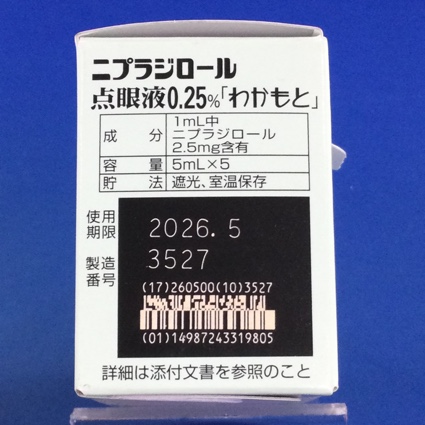 ニプラジロール
点眼液0.25%「わかもと」
成分 1mL中
ニプラジロール
2.5mg含有
容量 5mL×5
貯法 遮光、室温保存
使用期限 2026.5
製造番号 3527
(17)260500(10)3527
(01)14987243319805
詳細は添付文書を参照のこと